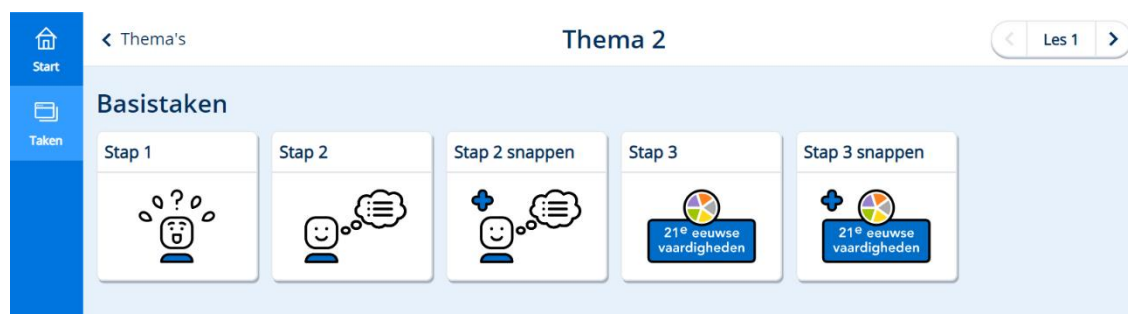 Start
Taken
Thema's
Thema 2
Les 1
Basistaken
Stap 1
Stap 2
Stap 2 snappen
Stap 3
Stap 3 snappen
?
21e eeuwse
vaardigheden
21e eeuwse
vaardigheden